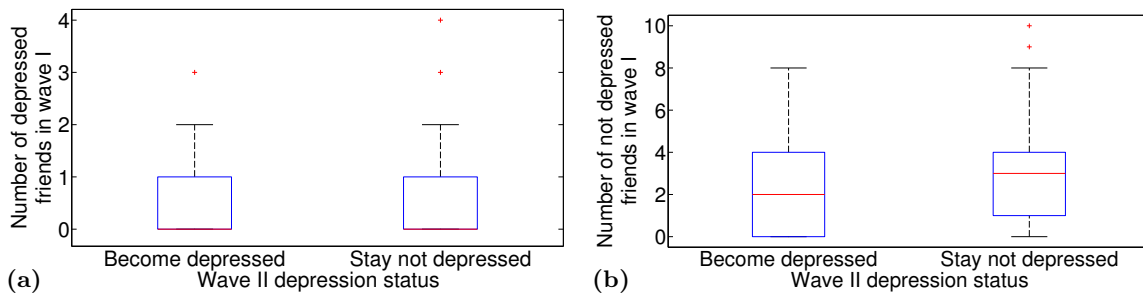 Number of depressed
friends in wave I
4
3
2
1
0
Become depressed
Stay not depressed
Wave II depression status
(a)
Number of not depressed
friends in wave I
10
8
6
4
2
0
Become depressed
Stay not depressed
Wave II depression status
(b)